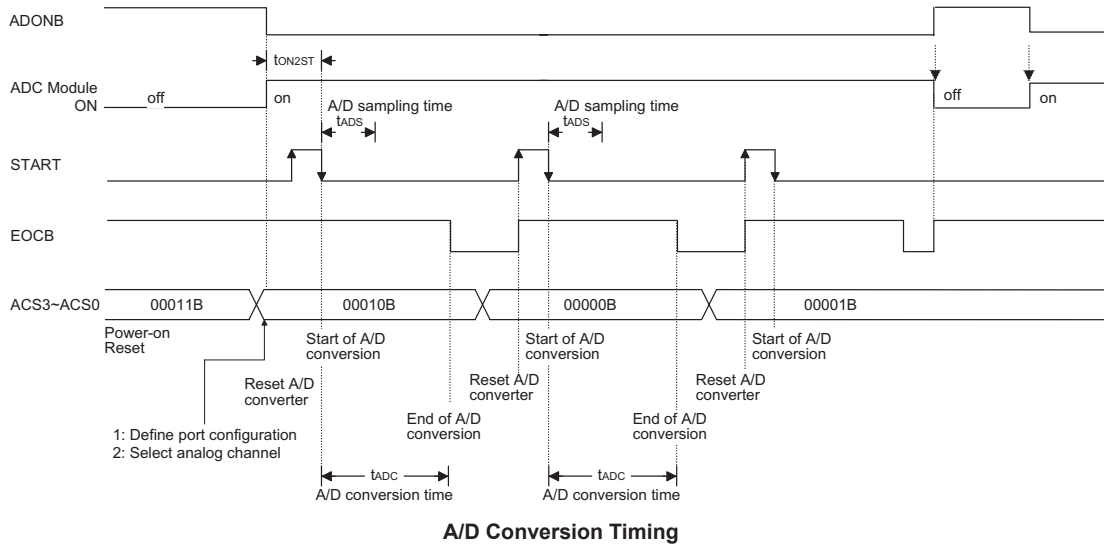 ADONB
tON2ST
ADC Module
ON
off
on
off
on
A/D sampling time
tADS
A/D sampling time
tADS
START
EOCB
ACS3~ACS0
00011B
00010B
00000B
00001B
Power-on
Reset
Start of A/D
conversion
Start of A/D
conversion
Start of A/D
conversion
Reset A/D
converter
Reset A/D
converter
Reset A/D
converter
End of A/D
conversion
End of A/D
conversion
1: Define port configuration
2: Select analog channel
tADC
A/D conversion time
tADC
A/D conversion time
A/D Conversion Timing